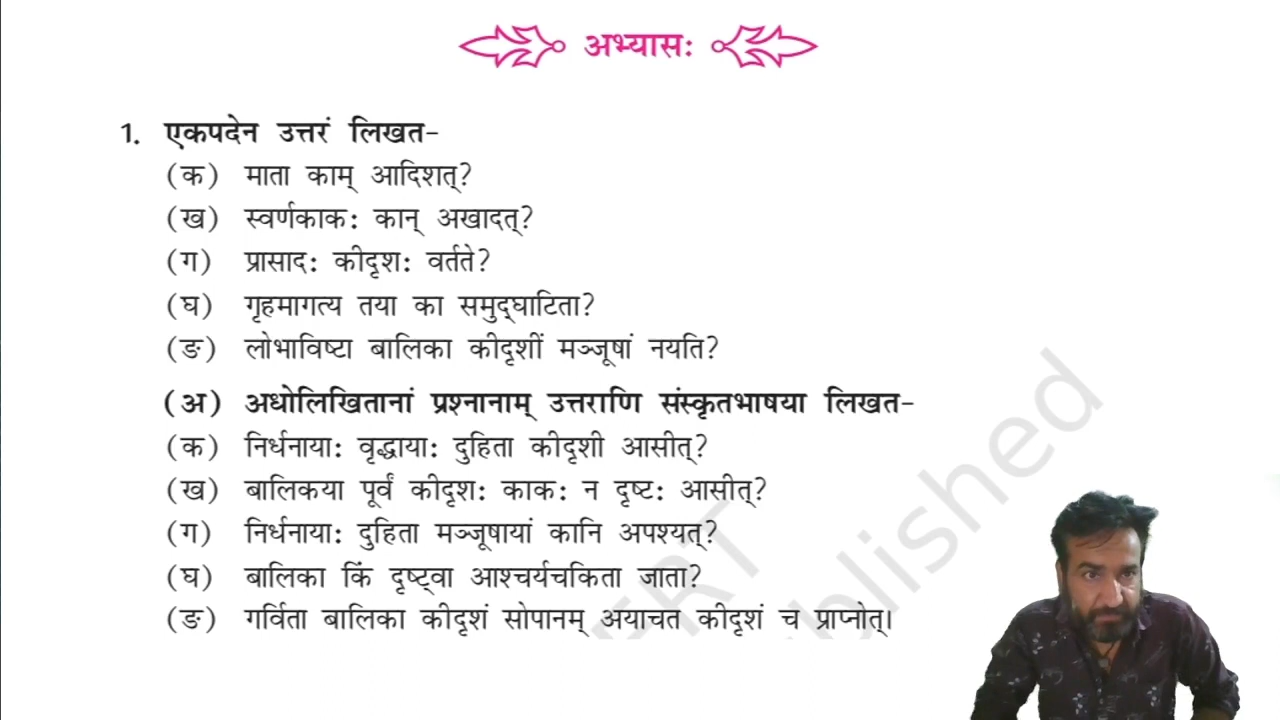 अभ्यासः
1. एकपदेन उत्तरं लिखत-
(क) माता काम् आदिशत्?
(ख) स्वर्णकाकः कान् अखादत्?
(ग) प्रासादः कीदृशः वर्तते?
(घ) गृहमागत्य तया का समुद्घाटिता?
(ङ) लोभाविष्टा बालिका कीदृशीं मञ्जूषां नयति?
(अ) अधोलिखितानां प्रश्नानाम् उत्तराणि संस्कृतभाषया लिखत-
(क) निर्धनायाः वृद्धायाः दुहिता कीदृशी आसीत्?
(ख) बालिकया पूर्वं कीदृशः काकः न दृष्टः आसीत्?
(ग) निर्धनायाः दुहिता मञ्जूषायां कानि अपश्यत्?
(घ) बालिका किं दृष्ट्वा आश्चर्यचकिता जाता?
(ङ) गर्विता बालिका कीदृशं सोपानम् अयाचत कीदृशं च प्राप्नोत्।